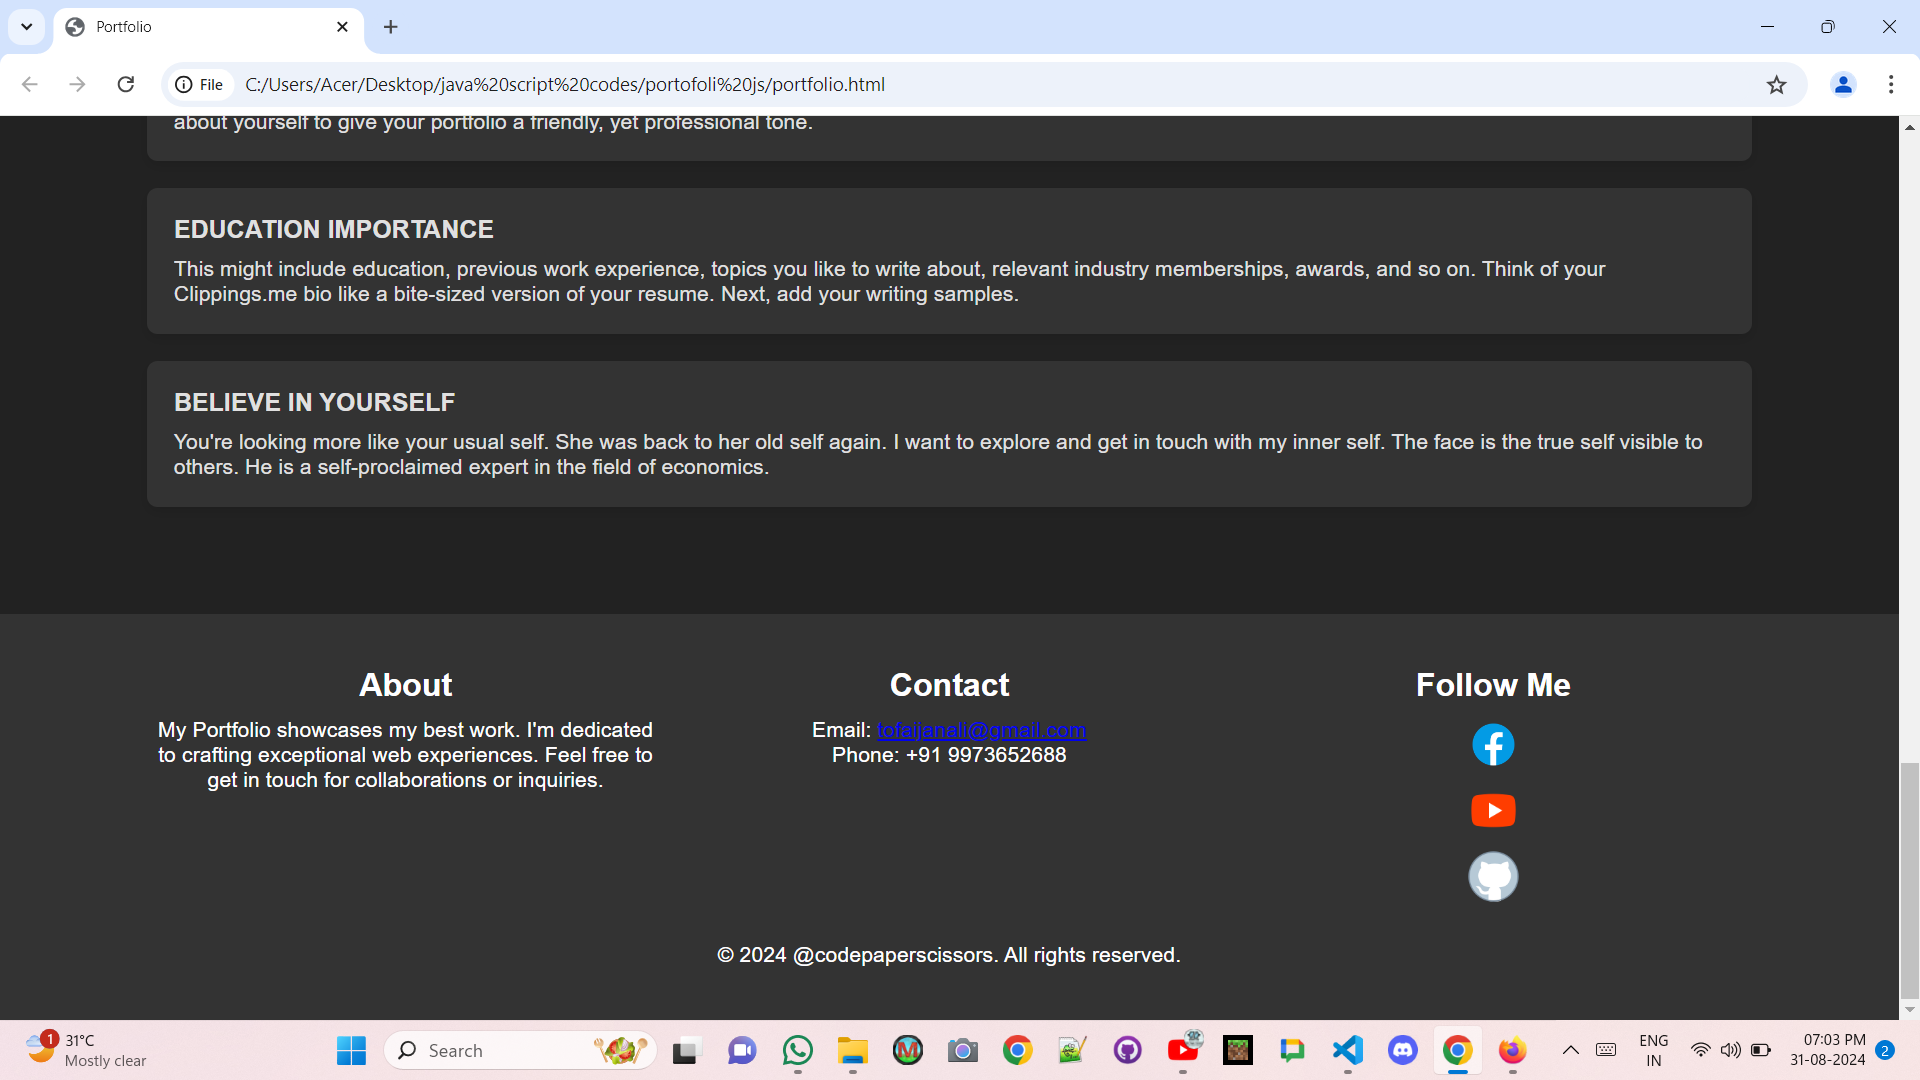 Portfolio
File
C:/Users/Acer/Desktop/java%20script%20codes/portofoli%20js/portfolio.html
about yourself to give your portfolio a friendly, yet professional tone.
EDUCATION IMPORTANCE
This might include education, previous work experience, topics you like to write about, relevant industry memberships, awards, and so on. Think of your
Clippings.me bio like a bite-sized version of your resume. Next, add your writing samples.
BELIEVE IN YOURSELF
You're looking more like your usual self. She was back to her old self again. I want to explore and get in touch with my inner self. The face is the true self visible to
others. He is a self-proclaimed expert in the field of economics.
About
My Portfolio showcases my best work. I'm dedicated
to crafting exceptional web experiences. Feel free to
get in touch for collaborations or inquiries.
Contact
Email: tofaijanali@gmail.com
Phone: +91 9973652688
Follow Me
© 2024 @codepaperscissors. All rights reserved.
1
31°C
Mostly clear
Search
M
ENG
IN
07:03 PM
31-08-2024
2